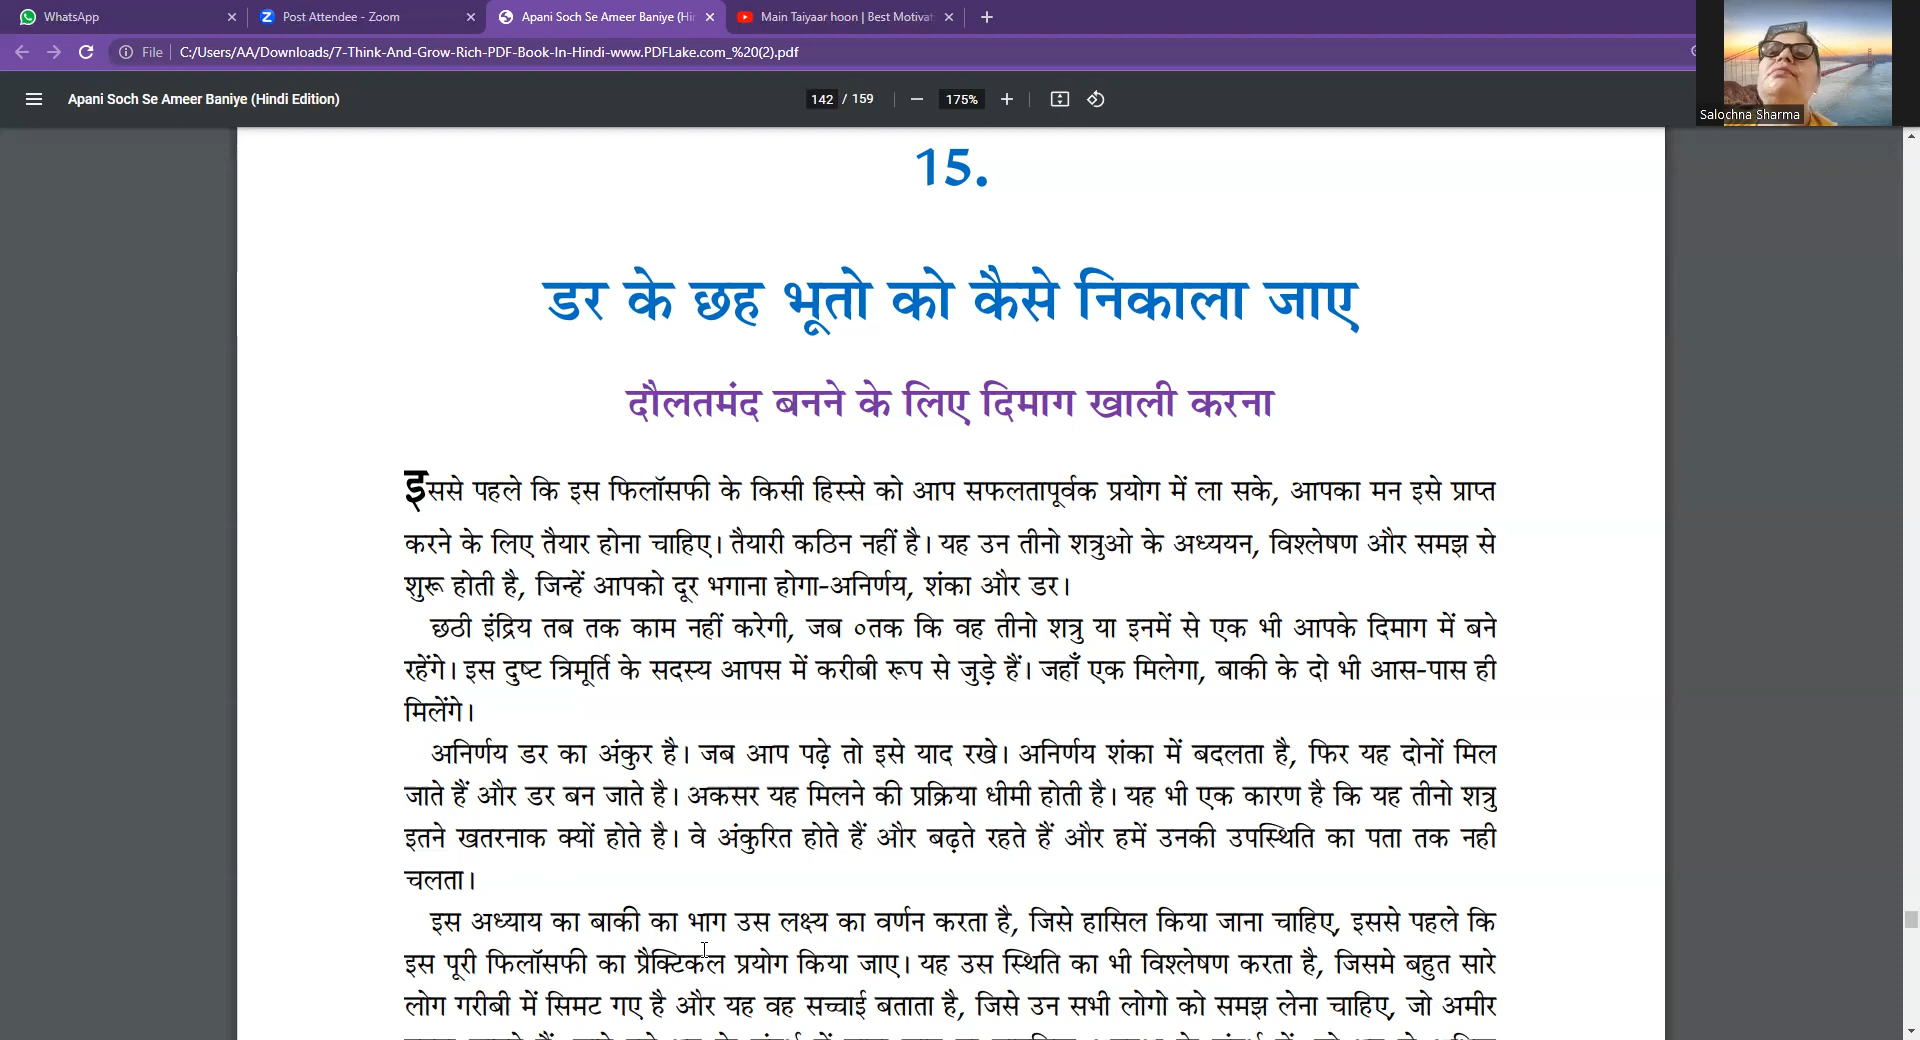 WhatsApp
Post Attendee - Zoom
Apani Soch Se Ameer Baniye (Hi
Main Taiyaar hoon | Best Motivat
File
C:/Users/AA/Downloads/7-Think-And-Grow-Rich-PDF-Book-In-Hindi-www.PDFLake.com_%20(2).pdf
Apani Soch Se Ameer Baniye (Hindi Edition)
142 / 159
175%
Salochna Sharma
15.
डर के छह भूतो को कैसे निकाला जाए
दौलतमंद बनने के लिए दिमाग खाली करना
इससे पहले कि इस फिलॉसफी के किसी हिस्से को आप सफलतापूर्वक प्रयोग में ला सके, आपका मन इसे प्राप्त
करने के लिए तैयार होना चाहिए। तैयारी कठिन नहीं है। यह उन तीनो शत्रुओ के अध्ययन, विश्लेषण और समझ से
शुरू होती है, जिन्हें आपको दूर भगाना होगा-अनिर्णय, शंका और डर।
छठी इंद्रिय तब तक काम नहीं करेगी, जब ०तक कि वह तीनो शत्रु या इनमें से एक भी आपके दिमाग में बने
रहेंगे। इस दुष्ट त्रिमूर्ति के सदस्य आपस में करीबी रूप से जुड़े हैं। जहाँ एक मिलेगा, बाकी के दो भी आस-पास ही
मिलेंगे।
अनिर्णय डर का अंकुर है। जब आप पढ़े तो इसे याद रखे। अनिर्णय शंका में बदलता है, फिर यह दोनों मिल
जाते हैं और डर बन जाते है। अकसर यह मिलने की प्रक्रिया धीमी होती है। यह भी एक कारण है कि यह तीनो शत्रु
इतने खतरनाक क्यों होते है। वे अंकुरित होते हैं और बढ़ते रहते हैं और हमें उनकी उपस्थिति का पता तक नही
चलता।
इस अध्याय का बाकी का भाग उस लक्ष्य का वर्णन करता है, जिसे हासिल किया जाना चाहिए, इससे पहले कि
इस पूरी फिलॉसफी का प्रैक्टिकल प्रयोग किया जाए। यह उस स्थिति का भी विश्लेषण करता है, जिसमे बहुत सारे
लोग गरीबी में सिमट गए है और यह वह सच्चाई बताता है, जिसे उन सभी लोगो को समझ लेना चाहिए, जो अमीर